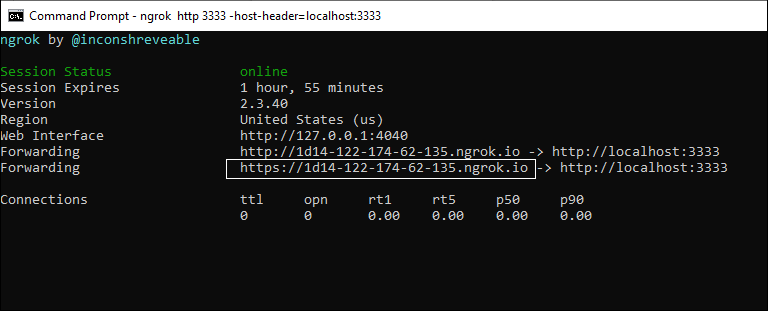 Command Prompt - ngrok  http 3333 -host-header=localhost:3333
ngrok by @inconshreveable
Session Status                online
Session Expires               1 hour, 55 minutes
Version                       2.3.40
Region                        United States (us)
Web Interface                 http://127.0.0.1:4040
Forwarding                    http://1d14-122-174-62-135.ngrok.io -> http://localhost:3333
Forwarding                    https://1d14-122-174-62-135.ngrok.io -> http://localhost:3333
Connections                   ttl     opn     rt1     rt5     p50     p90
                              0       0       0.00    0.00    0.00    0.00